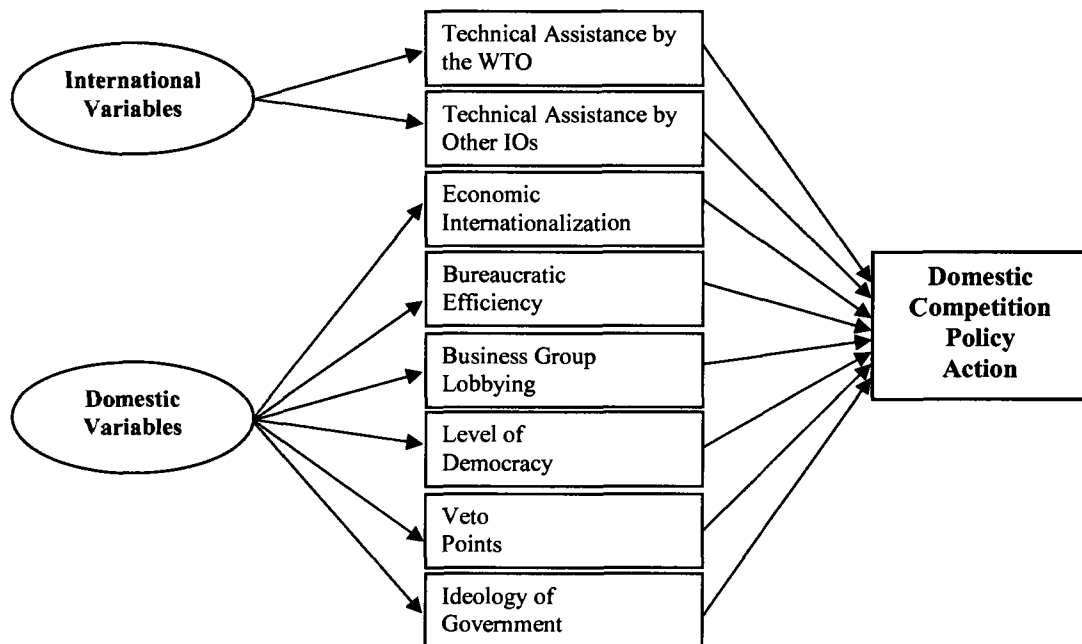 International
Variables
Technical Assistance by
the WTO
Technical Assistance by
Other IOs
Economic
Internationalization
Bureaucratic
Efficiency
Business Group
Lobbying
Domestic
Variables
Level of
Democracy
Veto
Points
Ideology of
Government
Domestic
Competition
Policy
Action